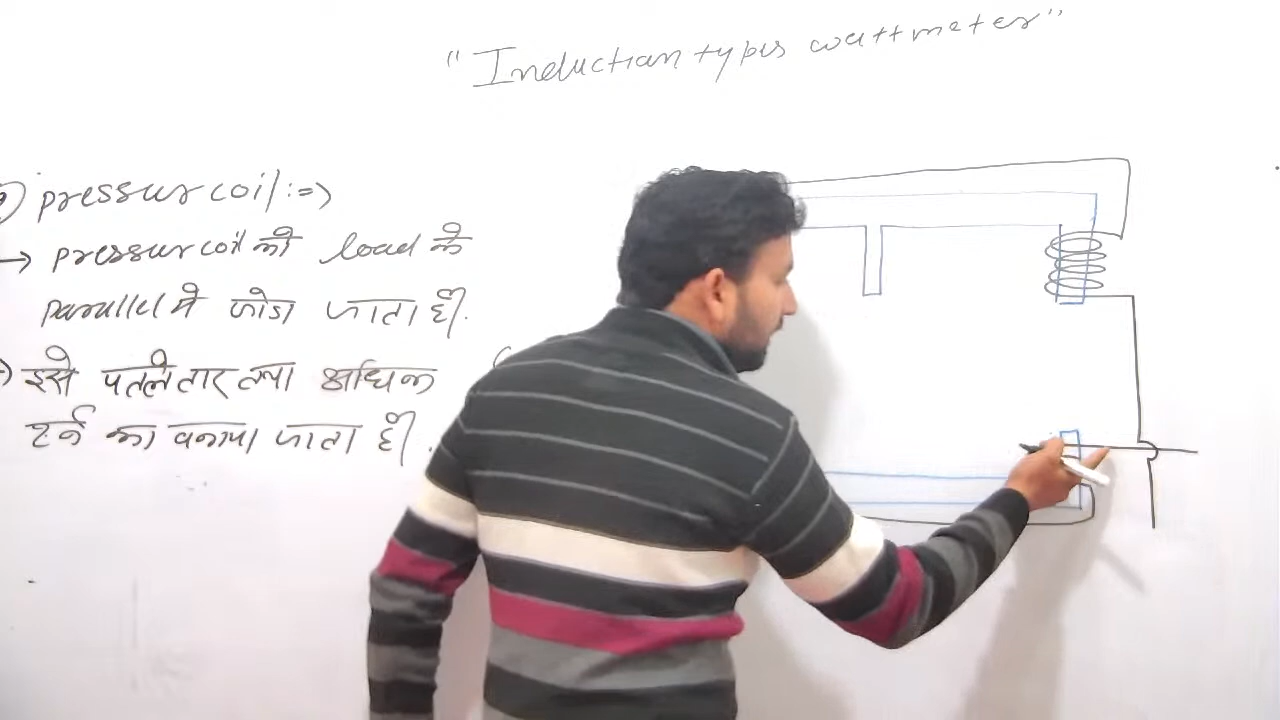 "Induction types wattmeter"
pressur coil :⇒
→ pressur coil को load के
parallel में जोडा जाता है।
इसे पतले तार तथा अधिक
टर्न का बनाया जाता है।